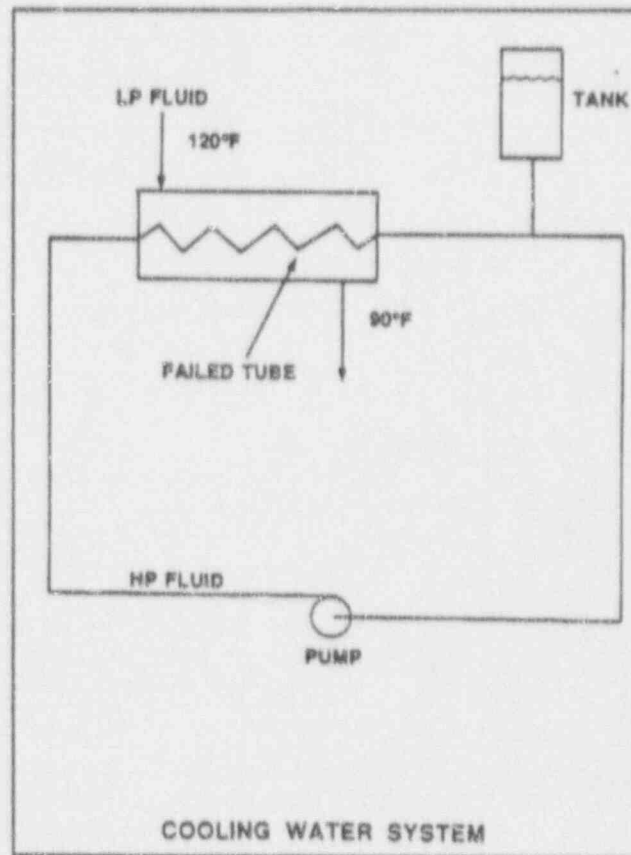 LP FLUID
120°F
TANK
90°F
FAILED TUBE
HP FLUID
PUMP
COOLING WATER SYSTEM